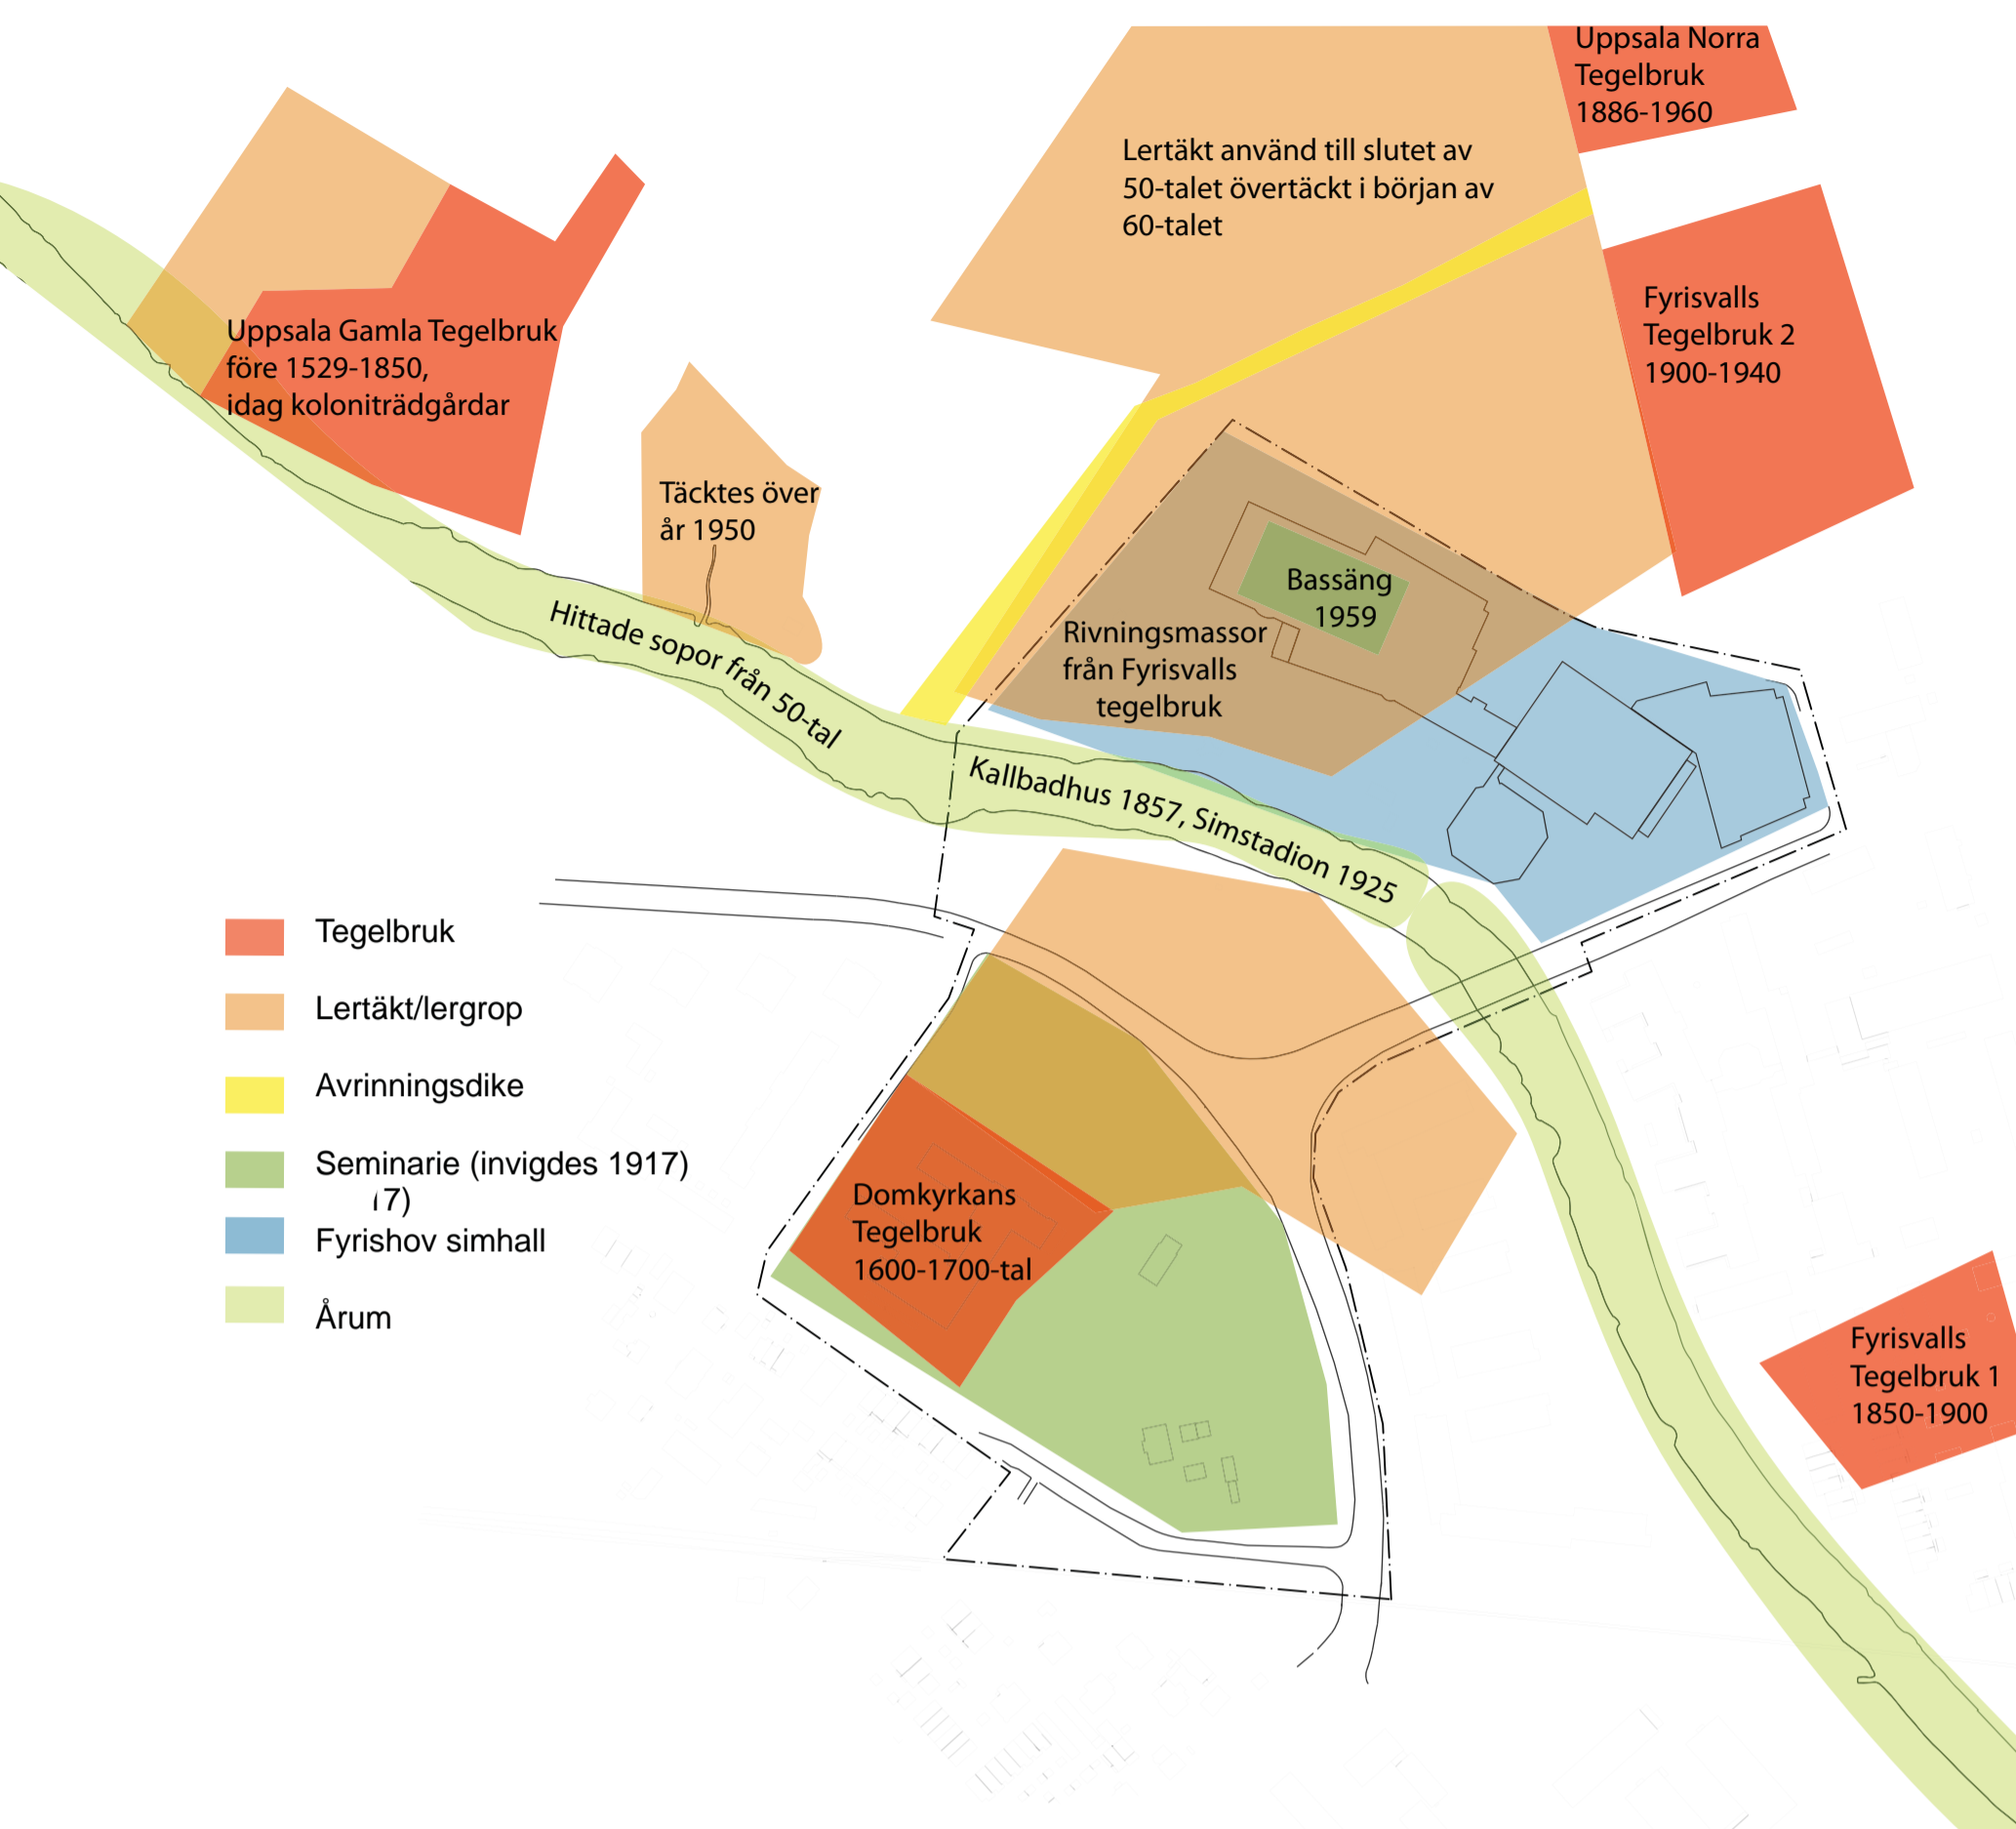 Uppsala Norra
Tegelbruk
1886-1960
Lertäkt använd till slutet av
50-talet övertäckt i början av
60-talet
Fyrisvalls
Tegelbruk 2
1900-1940
Uppsala Gamla Tegelbruk
före 1529-1850,
idag koloniträdgårdar
Täcktes över
år 1950
Bassäng
1959
Rivningsmassor
från Fyrisvalls
tegelbruk
Hittade sopor från 50-tal
Kallbadhus 1857, Simstadion 1925
Tegelbruk
Lertäkt/lergrop
Avrinningsdike
Seminarie (invigdes 1917)
17)
Fyrishov simhall
Årum
Domkyrkans
Tegelbruk
1600-1700-tal
Fyrisvalls
Tegelbruk 1
1850-1900